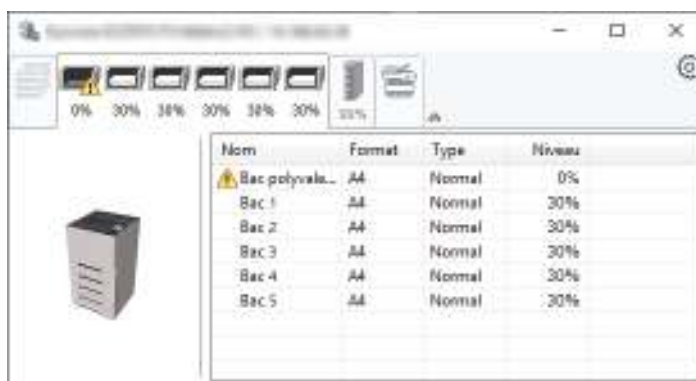 0% 30% 30% 30% 30% 30%
Nom Format Type Niveau
Bac polyvale... A4 Normal 0%
Bac 1 A4 Normal 30%
Bac 2 A4 Normal 30%
Bac 3 A4 Normal 30%
Bac 4 A4 Normal 30%
Bac 5 A4 Normal 30%